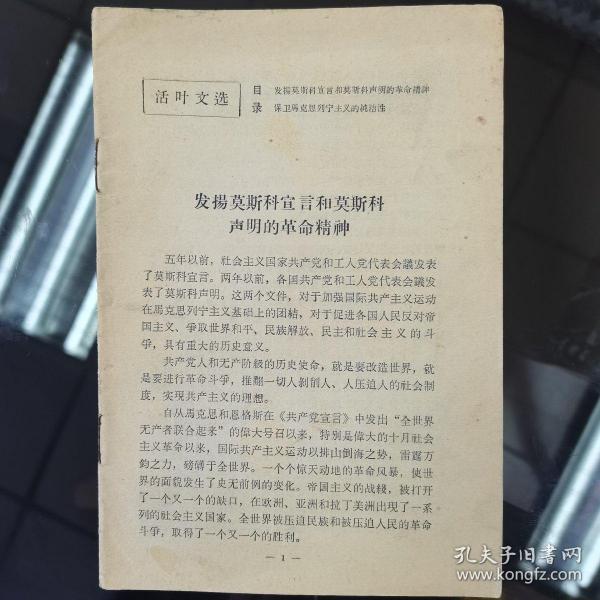 活叶文选
目录
发揚莫斯科宣言和莫斯科声明的革命精神
保卫馬克思列宁主义的純洁性
发揚莫斯科宣言和莫斯科
声明的革命精神
五年以前，社会主义国家共产党和工人党代表会議发表
了莫斯科宣言。两年以前，各国共产党和工人党代表会議发
表了莫斯科声明。这两个文件，对于加强国际共产主义运动
在馬克思列宁主义基础上的团結，对于促进各国人民反对帝
国主义、爭取世界和平、民族解放、民主和社会主义的斗
爭，具有重大的历史意义。
共产党人和无产阶級的历史使命，就是要改造世界，就
是要进行革命斗爭，推翻一切人剝削人、人压迫人的社会制
度，实現共产主义的理想。
自从馬克思和恩格斯在《共产党宣言》中发出“全世界
无产者联合起来”的偉大号召以来，特別是偉大的十月社会
主义革命以来，国际共产主义运动以排山倒海之势，雷霆万
鈞之力，磅礴于全世界。一个个惊天动地的革命风暴，使世
界的面貌发生了史无前例的变化。帝国主义的战綫，被打开
了一个又一个的缺口，在欧洲、亚洲和拉丁美洲出現了一系
列的社会主义国家。全世界被压迫民族和被压迫人民的革命
斗爭，取得了一个又一个的胜利。
— 1 —
孔夫子旧书网
www.kongfz.com